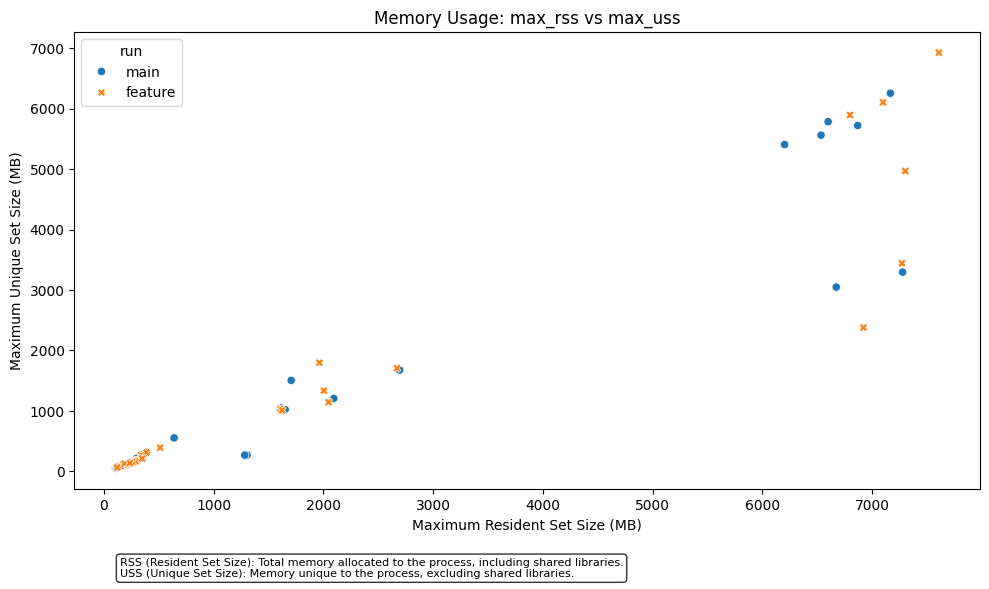 Memory Usage: max_rss vs max_uss
run
main
feature
Maximum Unique Set Size (MB)
7000
6000
5000
4000
3000
2000
1000
0
0 1000 2000 3000 4000 5000 6000 7000
Maximum Resident Set Size (MB)
RSS (Resident Set Size): Total memory allocated to the process, including shared libraries.
USS (Unique Set Size): Memory unique to the process, excluding shared libraries.